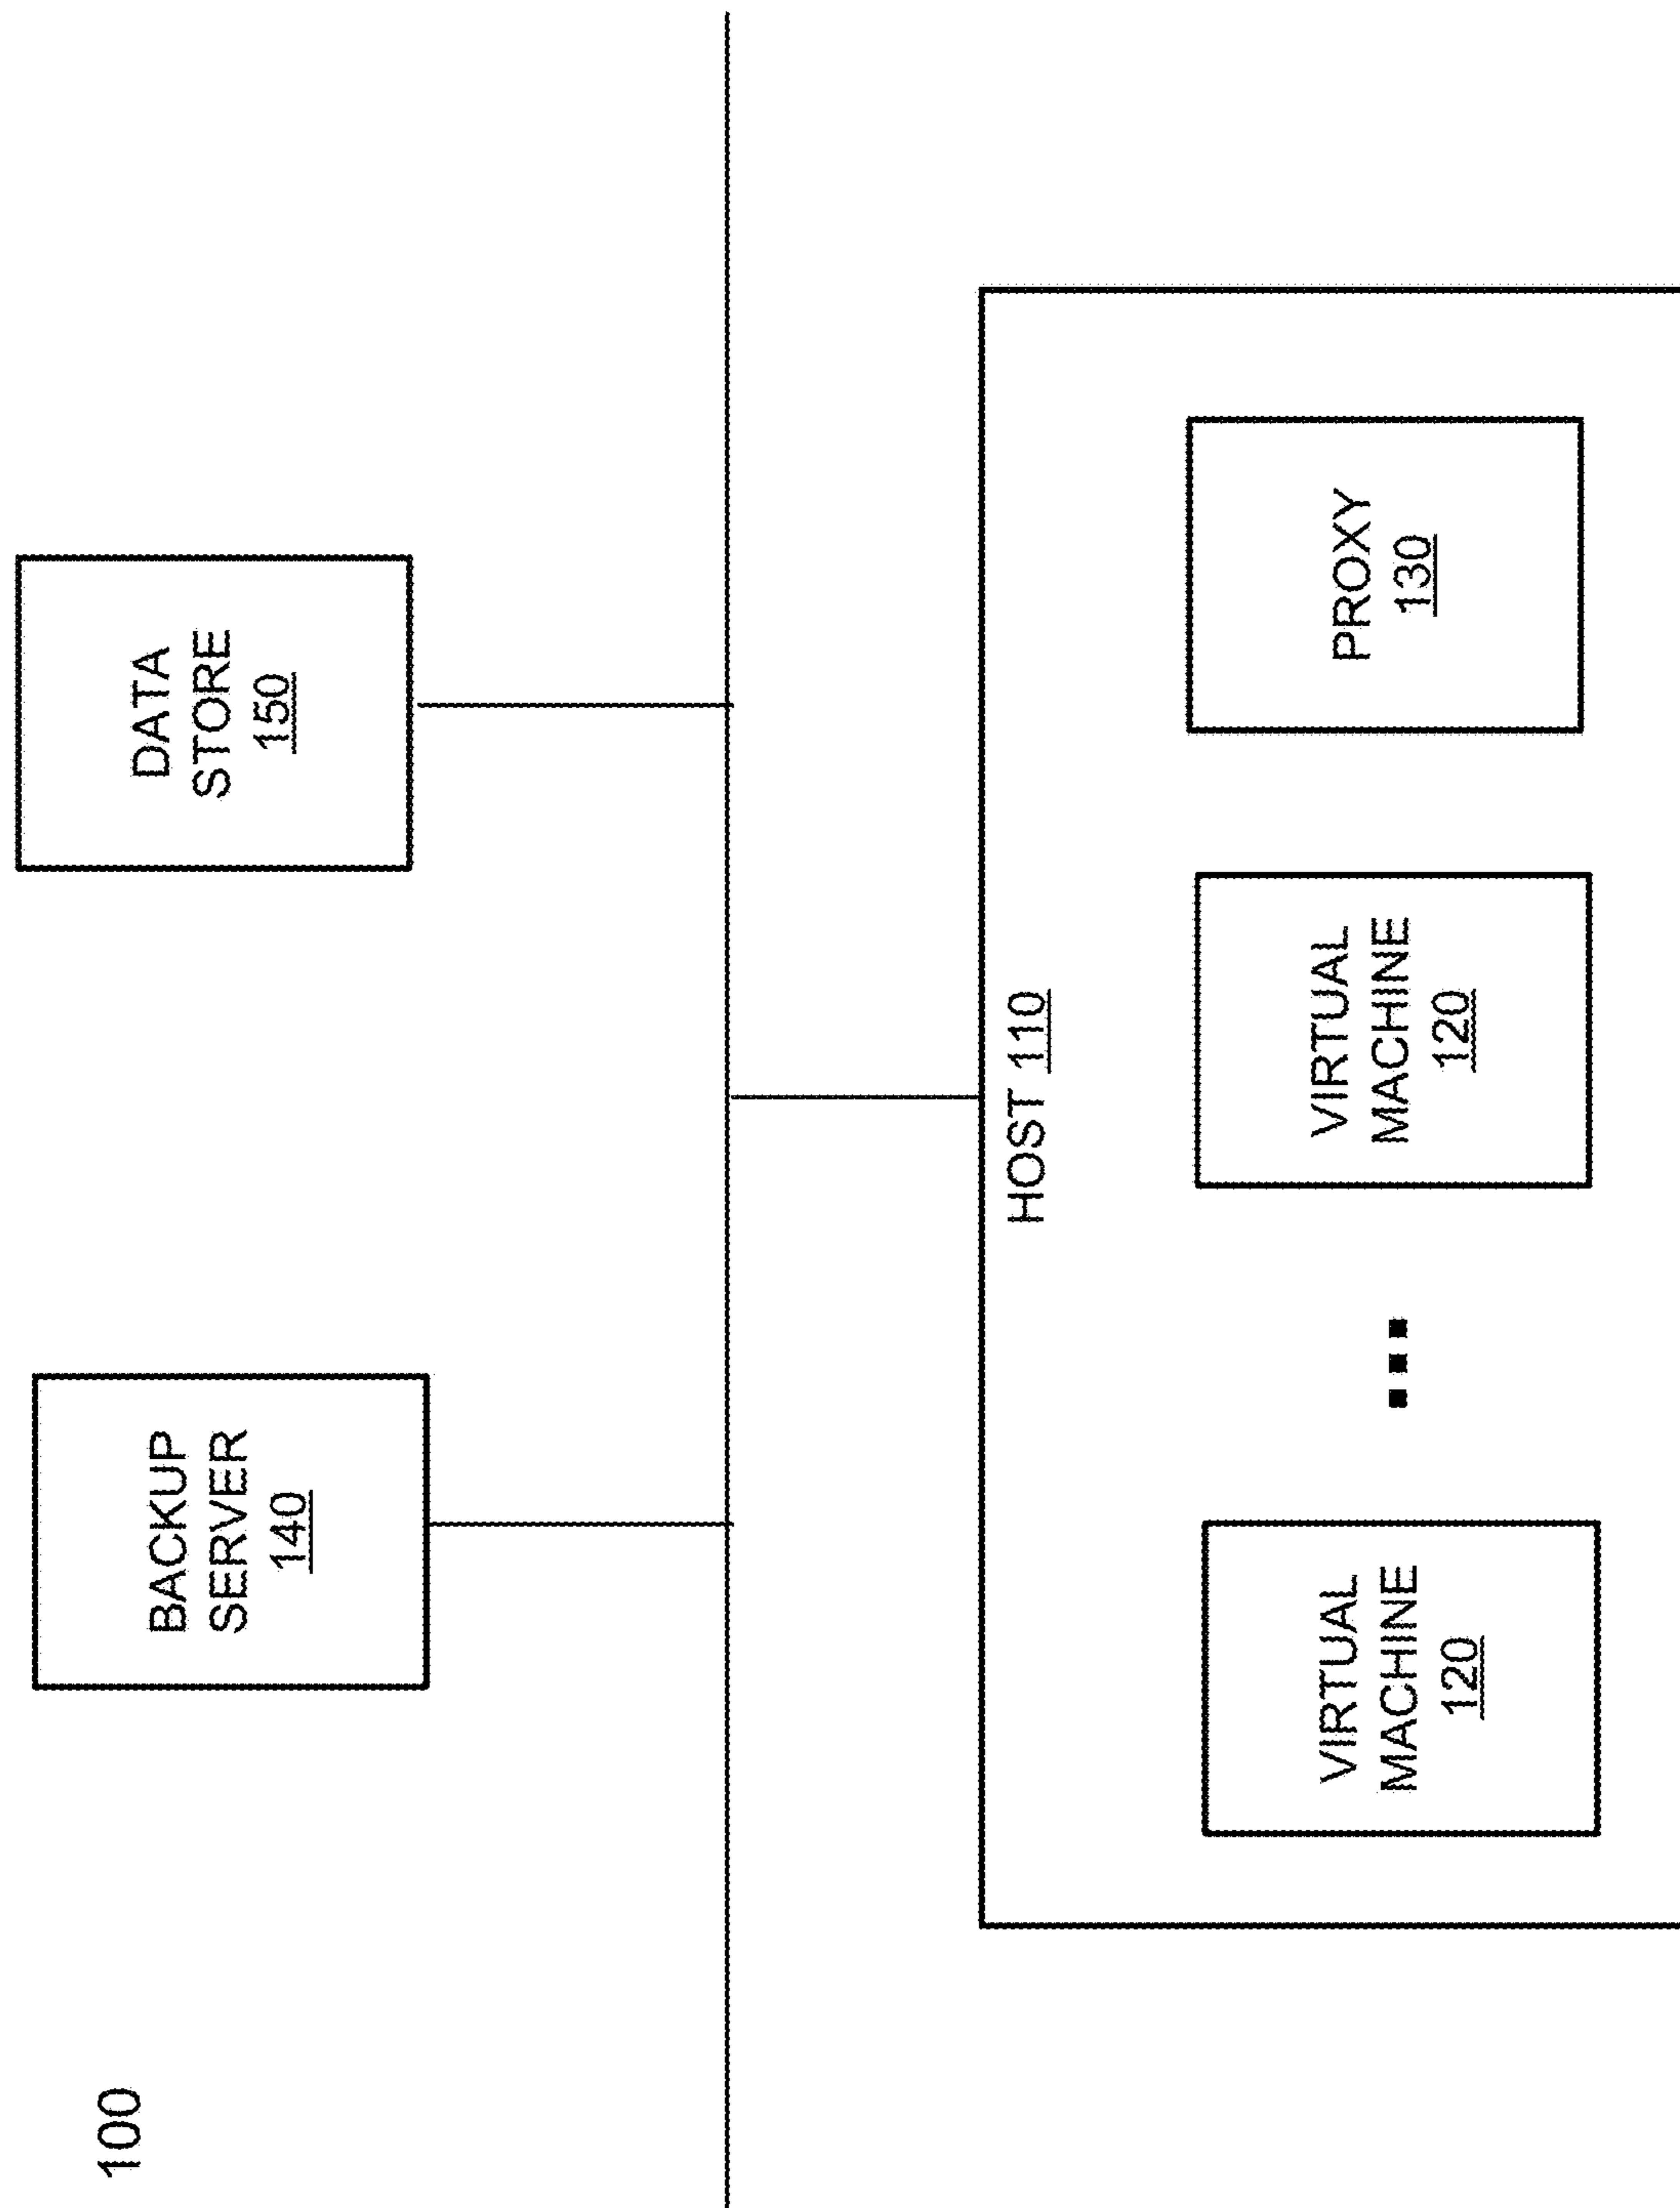 100
BACKUP
SERVER
140
DATA
STORE
150
HOST 110
VIRTUAL
MACHINE
120
VIRTUAL
MACHINE
120
PROXY
130